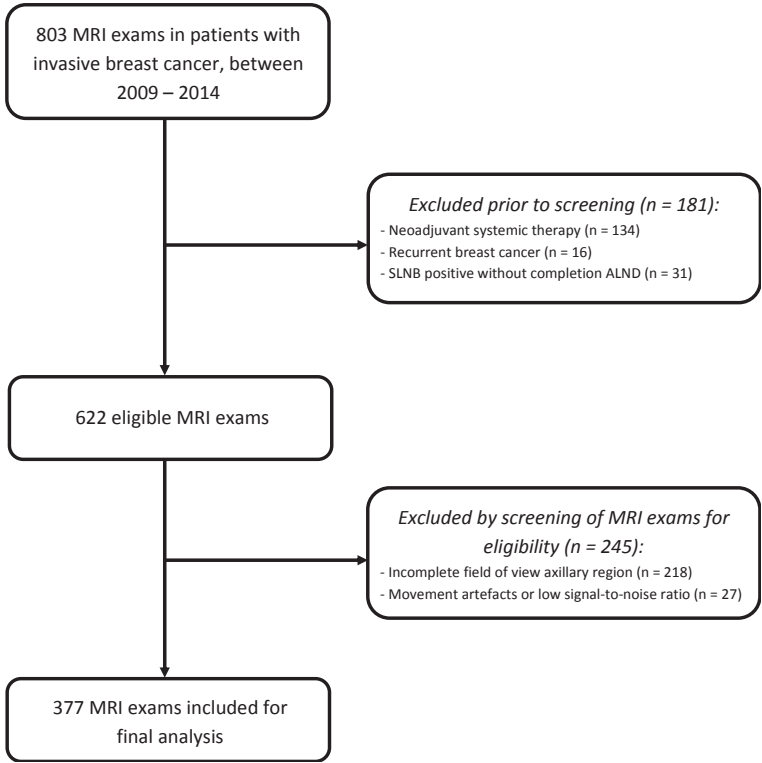 803 MRI exams in patients with
invasive breast cancer, between
2009 – 2014
Excluded prior to screening (n = 181):
- Neoadjuvant systemic therapy (n = 134)
- Recurrent breast cancer (n = 16)
- SLNB positive without completion ALND (n = 31)
622 eligible MRI exams
Excluded by screening of MRI exams for
eligibility (n = 245):
- Incomplete field of view axillary region (n = 218)
- Movement artefacts or low signal-to-noise ratio (n = 27)
377 MRI exams included for
final analysis